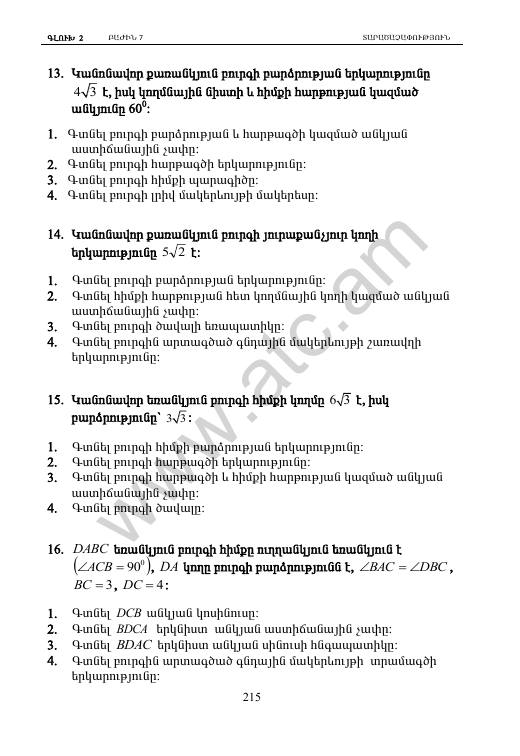 ԳԼՈՒԽ 2 ԲԱԺԻՆ 7 ՏԱՐԱԾԱՉԱՓՈՒԹՅՈՒՆ
13. Կանոնավոր քառանկյուն բուրգի բարձրության երկարությունը
4√3 է, իսկ կողմնային նիստի և հիմքի հարթության կազմած
անկյունը 60⁰:
1. Գտնել բուրգի բարձրության և հարթագծի կազմած անկյան
աստիճանային չափը:
2. Գտնել բուրգի հարթագծի երկարությունը:
3. Գտնել բուրգի հիմքի պարագիծը:
4. Գտնել բուրգի լրիվ մակերևույթի մակերեսը:
14. Կանոնավոր քառանկյուն բուրգի յուրաքանչյուր կողի
երկարությունը 5√2 է:
1. Գտնել բուրգի բարձրության երկարությունը:
2. Գտնել հիմքի հարթության հետ կողմնային կողի կազմած անկյան
աստիճանային չափը:
3. Գտնել բուրգի ծավալի եռապատիկը:
4. Գտնել բուրգին արտագծած գնդային մակերևույթի շառավղի
երկարությունը:
15. Կանոնավոր եռանկյուն բուրգի հիմքի կողմը 6√3 է, իսկ
բարձրությունը՝ 3√3:
1. Գտնել բուրգի հիմքի բարձրության երկարությունը:
2. Գտնել բուրգի հարթագծի երկարությունը:
3. Գտնել բուրգի հարթագծի և հիմքի հարթության կազմած անկյան
աստիճանային չափը:
4. Գտնել բուրգի ծավալը:
16. DABC եռանկյուն բուրգի հիմքը ուղղանկյուն եռանկյուն է
(∠ACB = 90⁰), DA կողը բուրգի բարձրությունն է, ∠BAC = ∠DBC,
BC = 3, DC = 4:
1. Գտնել DCB անկյան կոսինուսը:
2. Գտնել BDCA երկնիստ անկյան աստիճանային չափը:
3. Գտնել BDAC երկնիստ անկյան սինուսի հնգապատիկը:
4. Գտնել բուրգին արտագծած գնդային մակերևույթի տրամագծի
երկարությունը:
215
www.atc.am